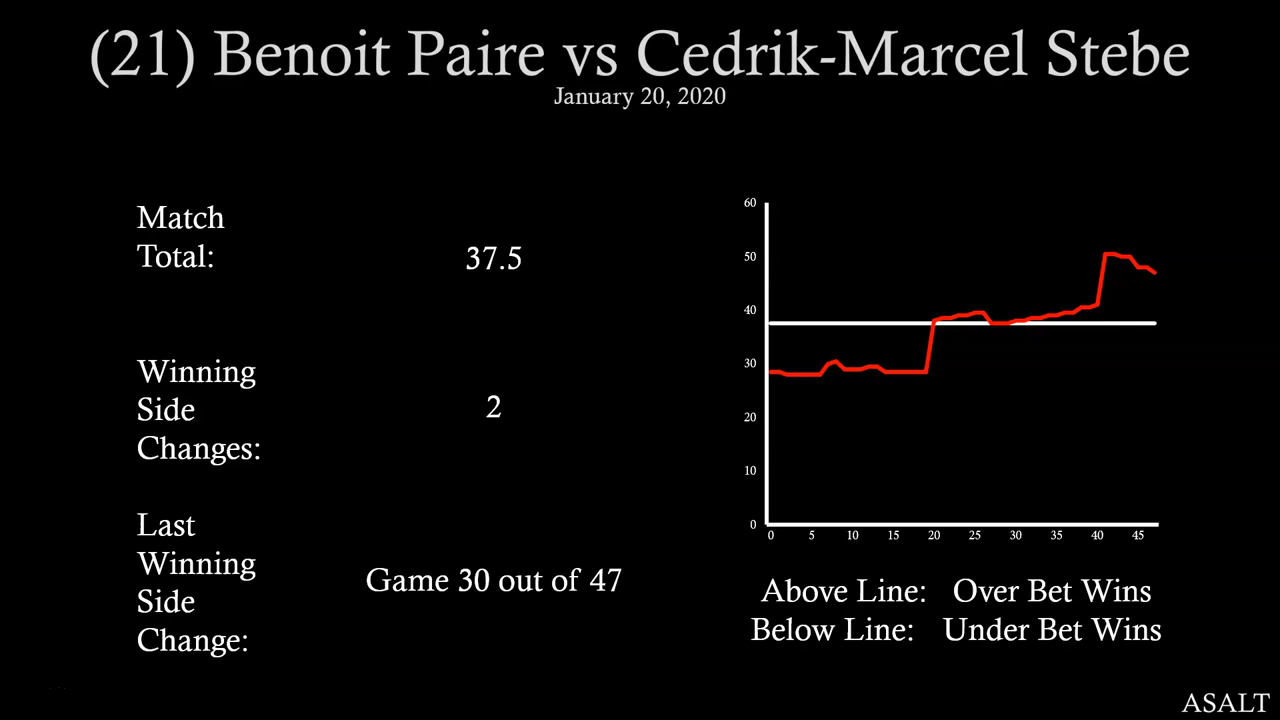 (21) Benoit Paire vs Cedrik-Marcel Stebe
January 20, 2020
Match
Total:
37.5
Winning
Side
Changes:
2
Last
Winning
Side
Change:
Game 30 out of 47
60
50
40
30
20
10
0
0 5 10 15 20 25 30 35 40 45
Above Line: Over Bet Wins
Below Line: Under Bet Wins
ASALT